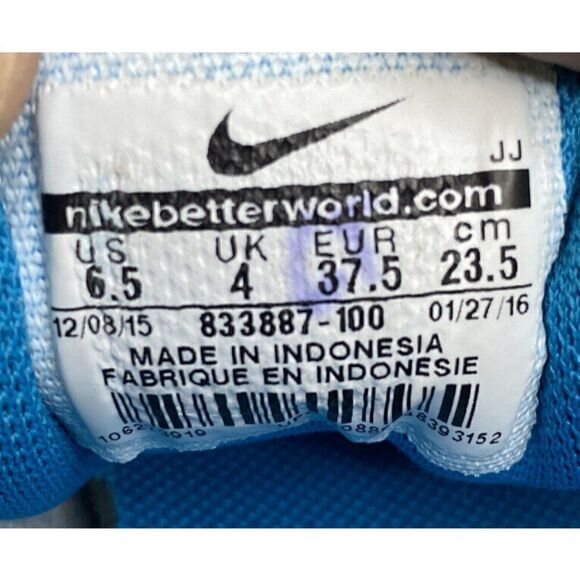 JJ
nikebetterworld.com
US UK EUR cm
6.5 4 37.5 23.5
12/08/15 833887-100 01/27/16
MADE IN INDONESIA
FABRIQUE EN INDONESIE